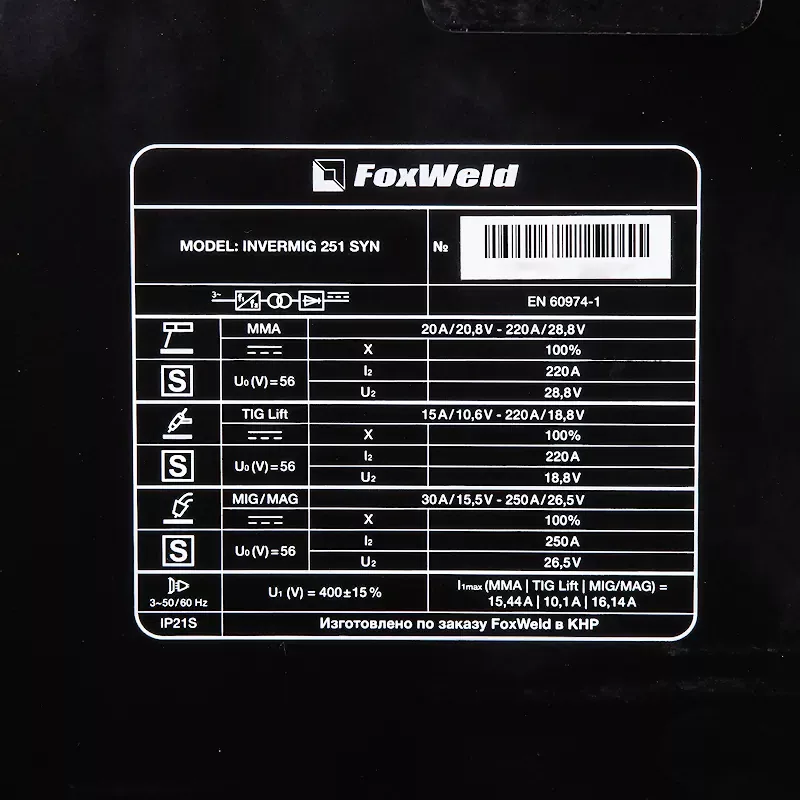 FoxWeld
MODEL: INVERMIG 251 SYN
№
3~ f₁ f₂
EN 60974-1
MMA
20A/20,8V - 220A/28,8V
X 100%
S
U₀(V)=56
I₂ 220A
U₂ 28,8V
TIG Lift
15A/10,6V - 220A/18,8V
X 100%
S
U₀(V)=56
I₂ 220A
U₂ 18,8V
MIG/MAG
30A/15,5V - 250A/26,5V
X 100%
S
U₀(V)=56
I₂ 250A
U₂ 26,5V
3~50/60 Hz
U₁ (V) = 400±15%
I₁max (MMA | TIG Lift | MIG/MAG) =
15,44A | 10,1A | 16,14A
IP21S
Изготовлено по заказу FoxWeld в КНР